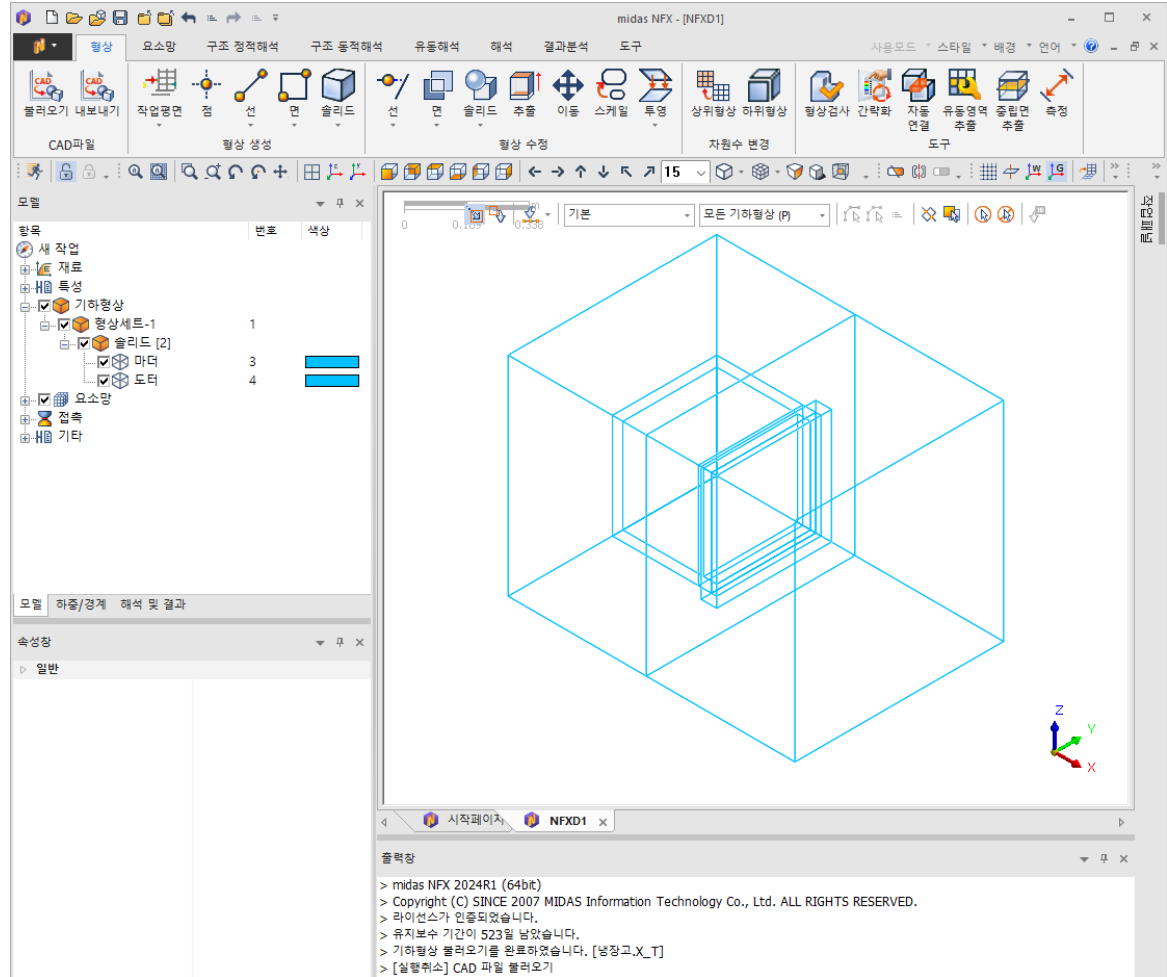 midas NFX - [NFXD1]
형상 요소망 구조 정적해석 구조 동적해석 유동해석 해석 결과분석 도구 사용모드 스타일 배경 언어
불러오기 내보내기 작업평면 점 선 면 솔리드 선 면 솔리드 추출 이동 스케일 투영 상위형상 하위형상 형상검사 간략화 자동 연결 유동영역 추출 중립면 추출 측정
CAD파일 형상 생성 형상 수정 차원수 변경 도구
15
모델
항목 번호 색상
새 작업
재료
특성
기하형상
형상세트-1 1
솔리드 [2]
마더 3
도터 4
요소망
접촉
기타
모델 하중/경계 해석 및 결과
속성창
일반
기본 모든 기하형상 (P)
0 0.169 0.338
m
작업패널
Z
Y
X
시작페이지 NFXD1
출력창
> midas NFX 2024R1 (64bit)
> Copyright (C) SINCE 2007 MIDAS Information Technology Co., Ltd. ALL RIGHTS RESERVED.
> 라이선스가 인증되었습니다.
> 유지보수 기간이 523일 남았습니다.
> 기하형상 불러오기를 완료하였습니다. [냉장고.X_T]
> [실행취소] CAD 파일 불러오기